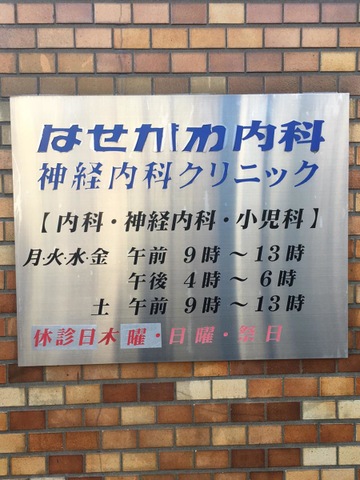 はせがわ内科
神経内科クリニック
【内科・神経内科・小児科】
月・火・水・金 午前 9時～13時
午後 4時～6時
土 午前 9時～13時
休診日木曜・日曜・祭日